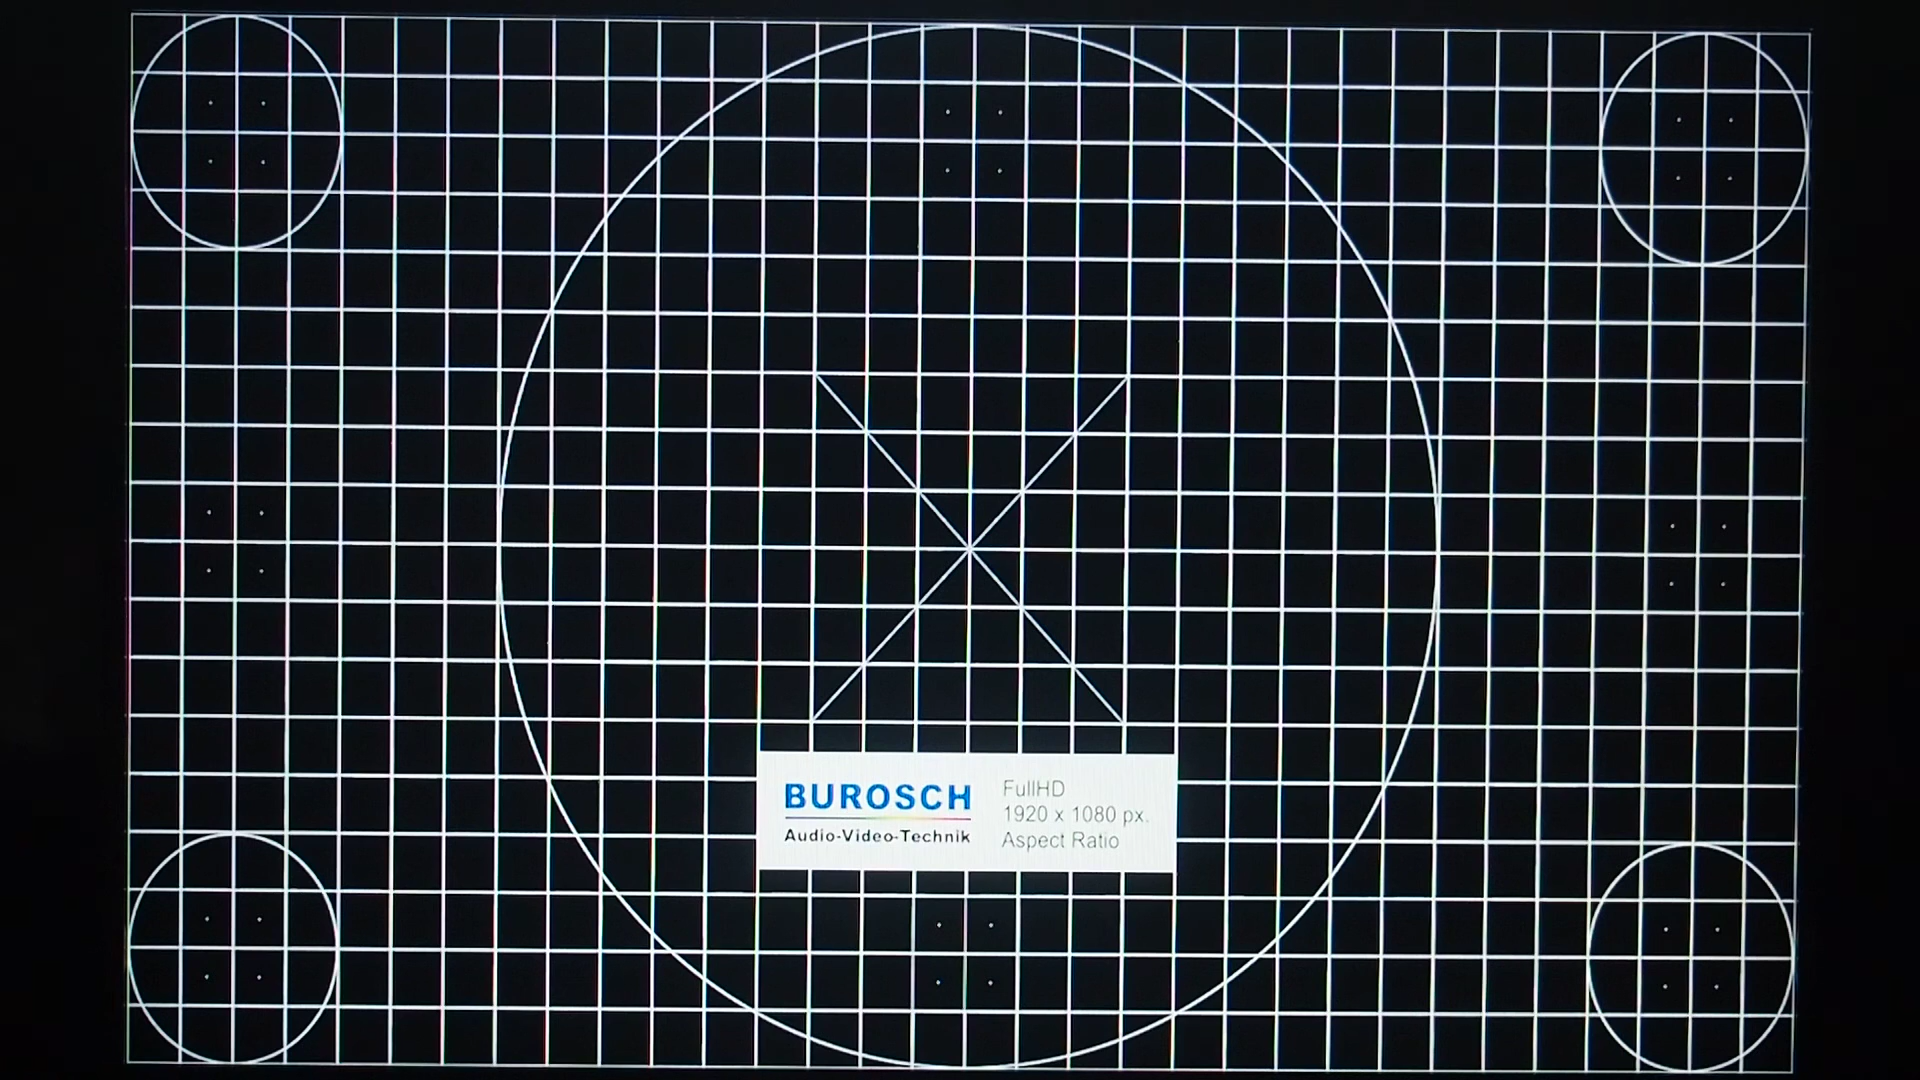 BUROSCH
Audio-Video-Technik
FullHD
1920 x 1080 px.
Aspect Ratio